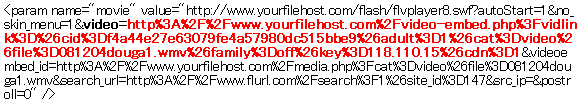 <param name="movie" value="http://www.yourfilehost.com/flash/flvplayer8.swf?autoStart=1&no_
skin_menu=1&video=http%3A%2F%2Fwww.yourfilehost.com%2Fvideo-embed.php%3Fvidlin
k%3D%26cid%3Df4a44e27e63079fe4a57980dc515bbe9%26adult%3D1%26cat%3Dvideo%2
6file%3D081204douga1.wmv%26family%3Doff%26key%3D118.110.15%26cdn%3D1&videoe
mbed_id=http%3A%2F%2Fwww.yourfilehost.com%2Fmedia.php%3Fcat%3Dvideo%26file%3D081204dou
ga1.wmv&search_url=http%3A%2F%2Fwww.flurl.com%2Fsearch%3F1%26site_id%3D147&src_ip=&postr
oll=0" />